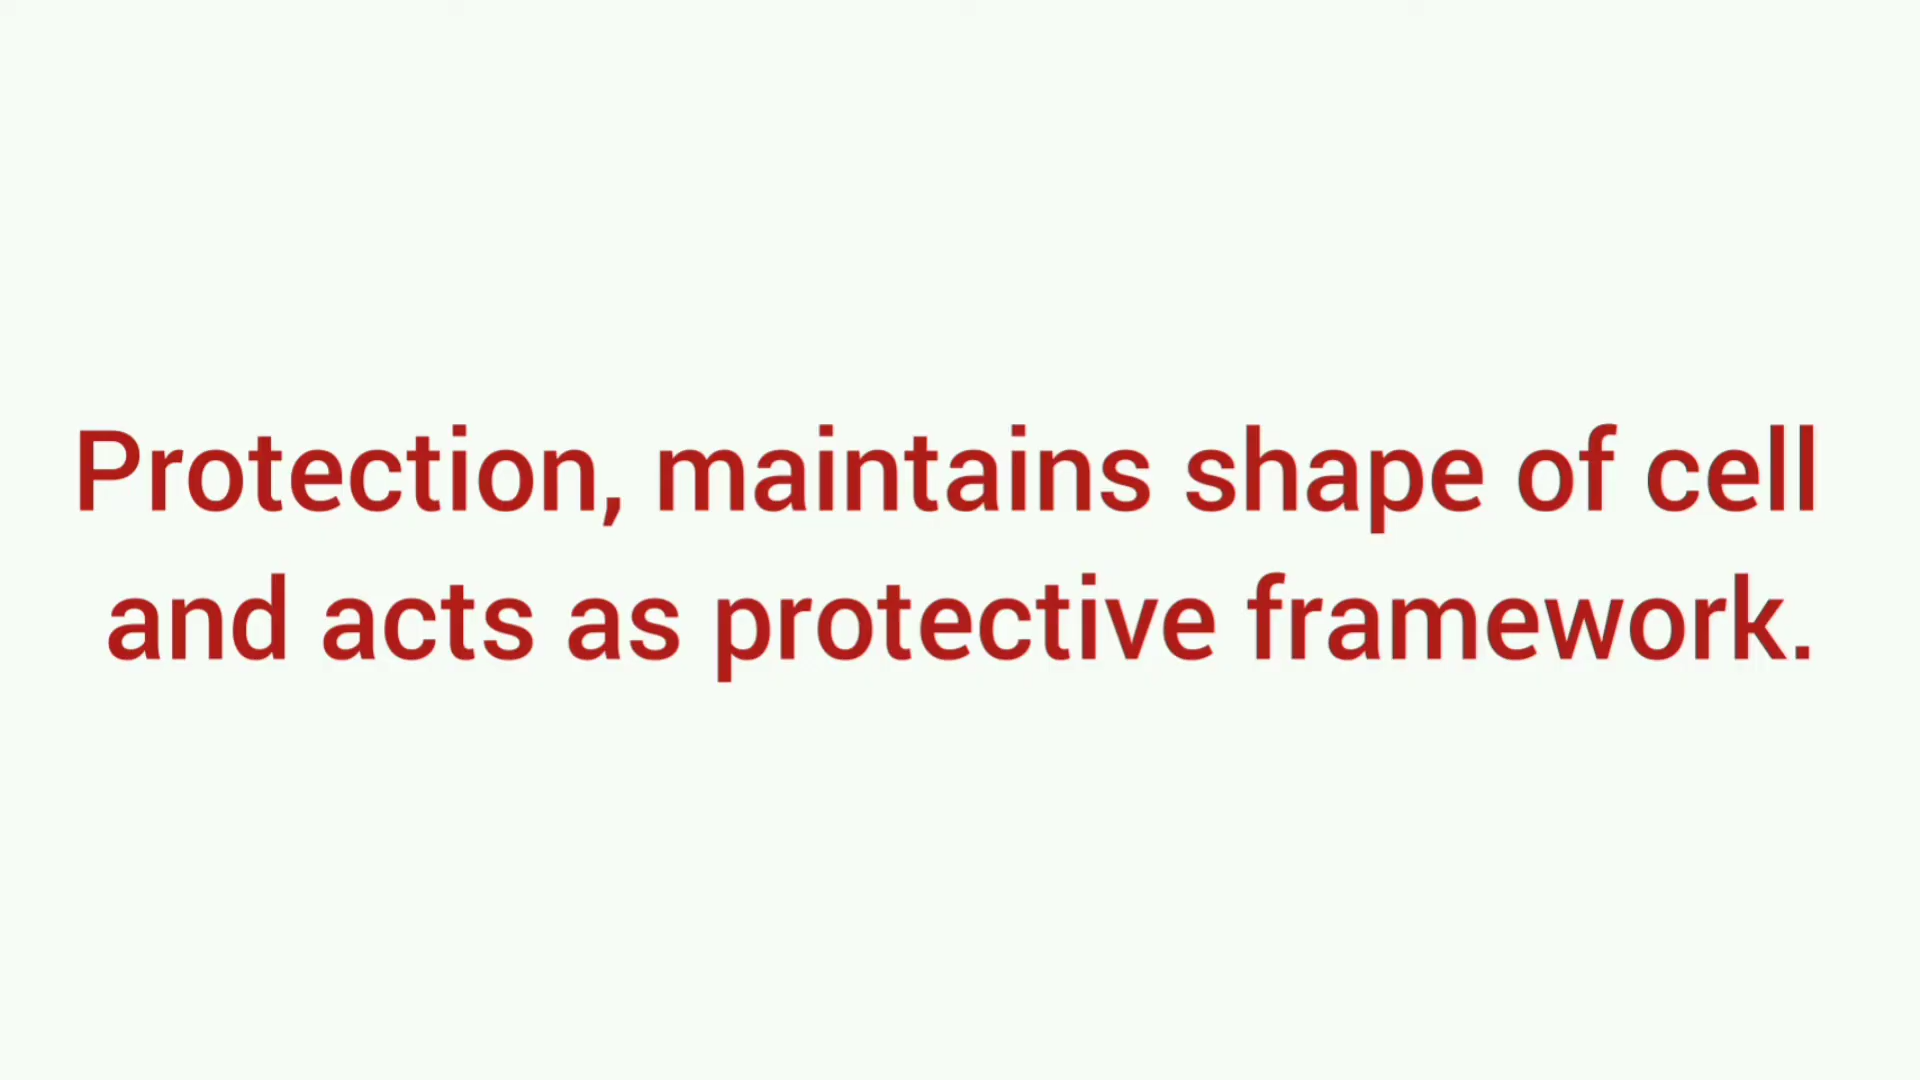 Protection, maintains shape of cell
and acts as protective framework.